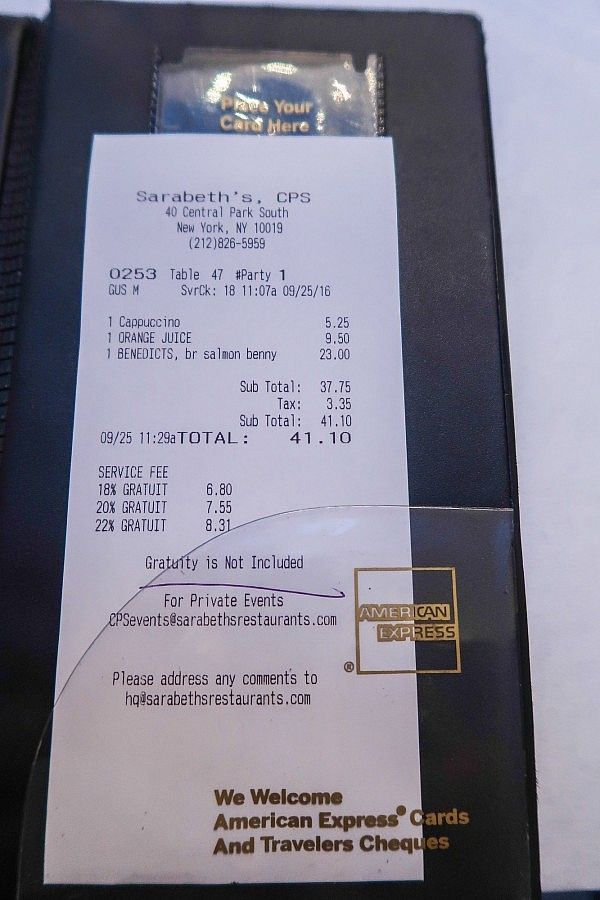 Place Your
Card Here
Sarabeth's, CPS
40 Central Park South
New York, NY 10019
(212)826-5959
0253 Table 47 #Party 1
GUS M SvrCk: 18 11:07a 09/25/16
1 Cappuccino 5.25
1 ORANGE JUICE 9.50
1 BENEDICTS, br salmon benny 23.00
Sub Total: 37.75
Tax: 3.35
Sub Total: 41.10
09/25 11:29a TOTAL: 41.10
SERVICE FEE
18% GRATUIT 6.80
20% GRATUIT 7.55
22% GRATUIT 8.31
Gratuity is Not Included
For Private Events
CPSevents@sarabethsrestaurants.com
AMERICAN
EXPRESS
®
Please address any comments to
hq@sarabethsrestaurants.com
We Welcome
American Express® Cards
And Travelers Cheques